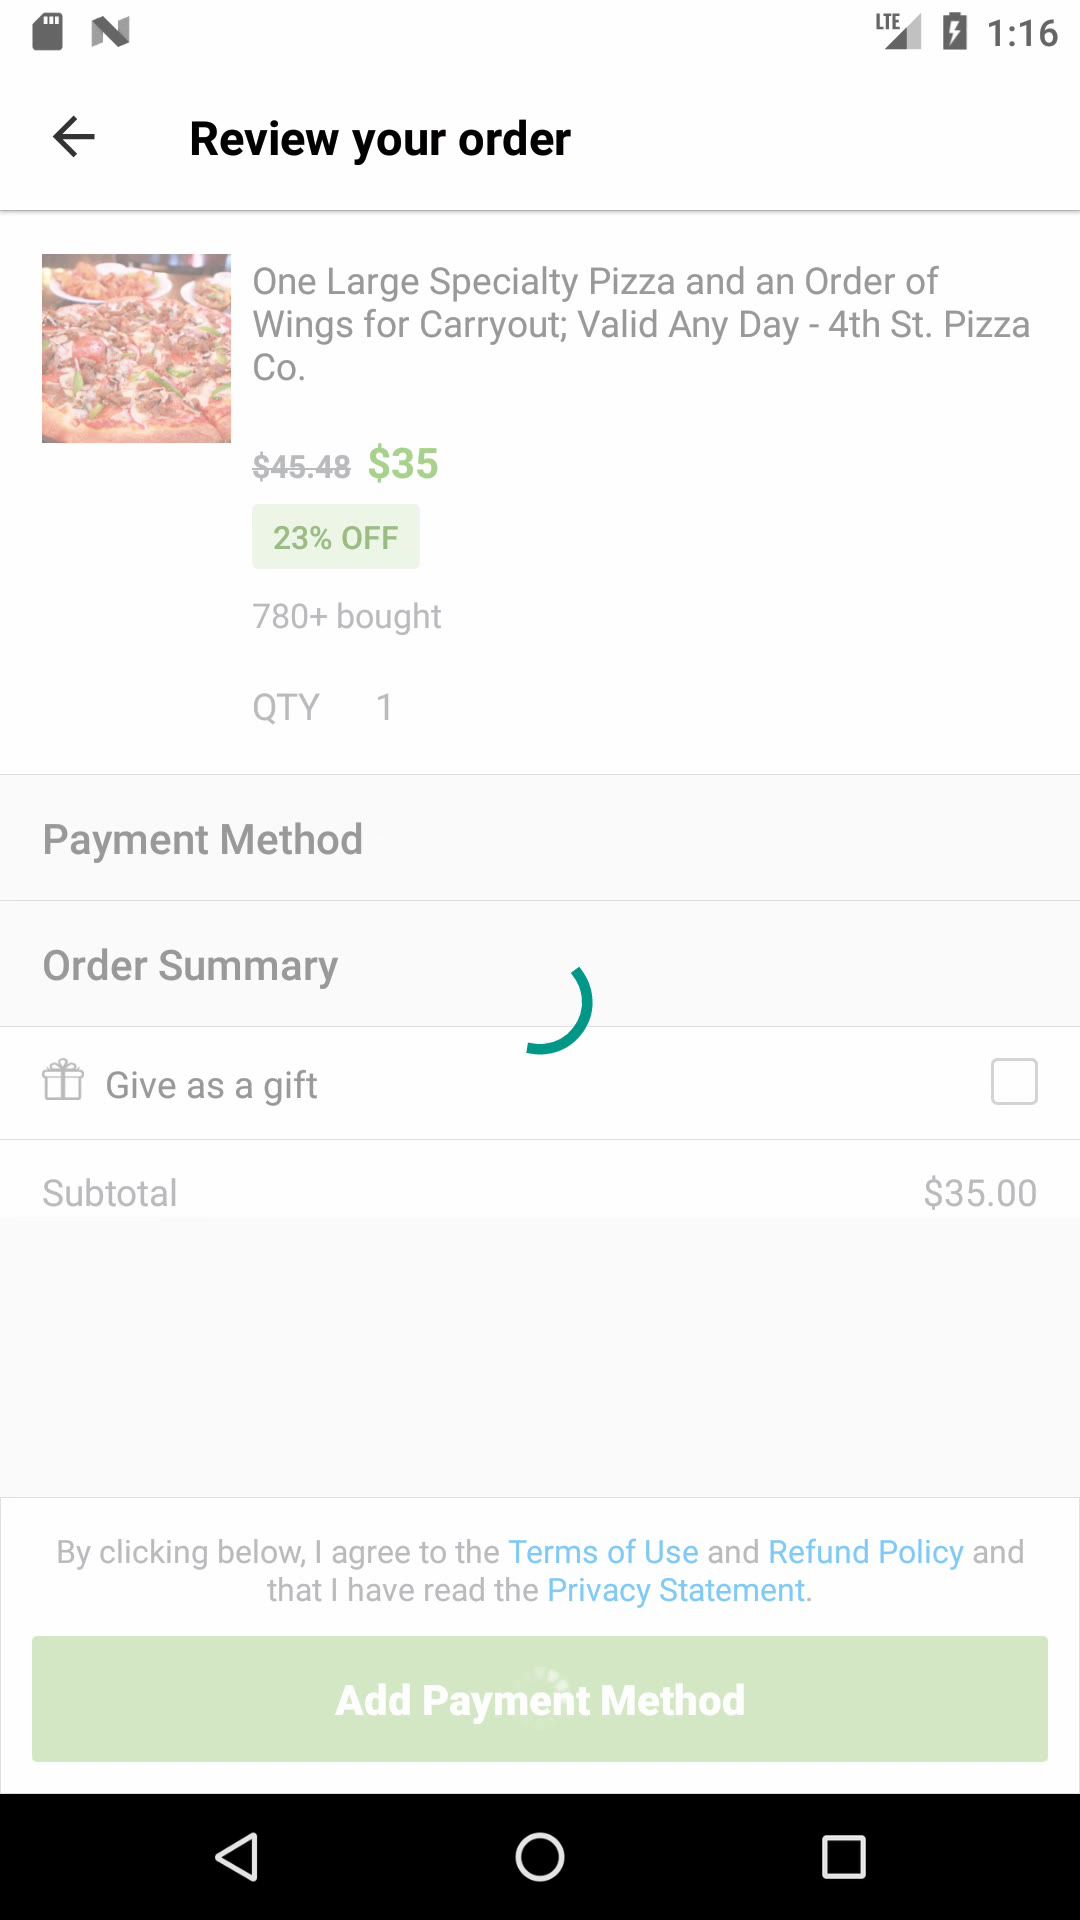 LTE 1:16
Review your order
One Large Specialty Pizza and an Order of
Wings for Carryout; Valid Any Day - 4th St. Pizza
Co.
$45.48 $35
23% OFF
780+ bought
QTY 1
Payment Method
Order Summary
Give as a gift
Subtotal $35.00
By clicking below, I agree to the Terms of Use and Refund Policy and
that I have read the Privacy Statement.
Add Payment Method